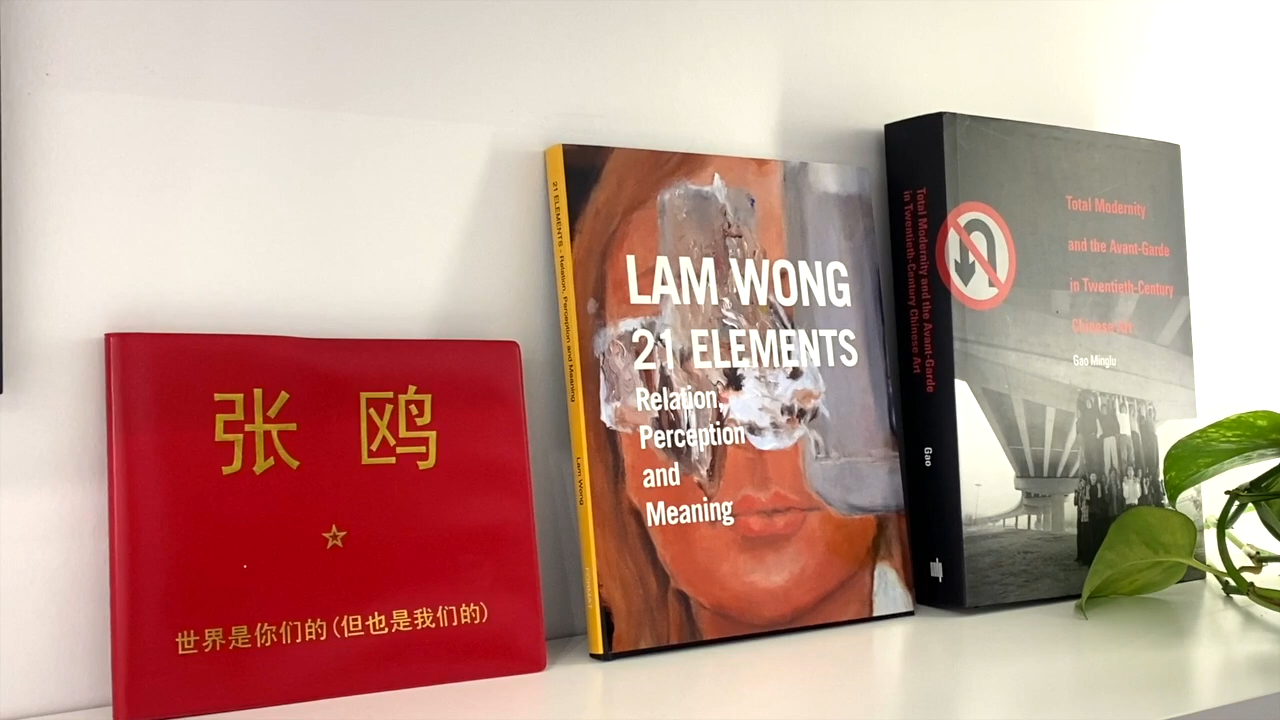 张 鸥
世界是你们的(但也是我们的)
21 ELEMENTS - Relation, Perception and Meaning
Lam Wong
LAM WONG
21 ELEMENTS
Relation,
Perception
and
Meaning
Total Modernity and the Avant-Garde
in Twentieth-Century Chinese Art
Gao
Total Modernity
and the Avant-Garde
in Twentieth-Century
Chinese Art
Gao Minglu